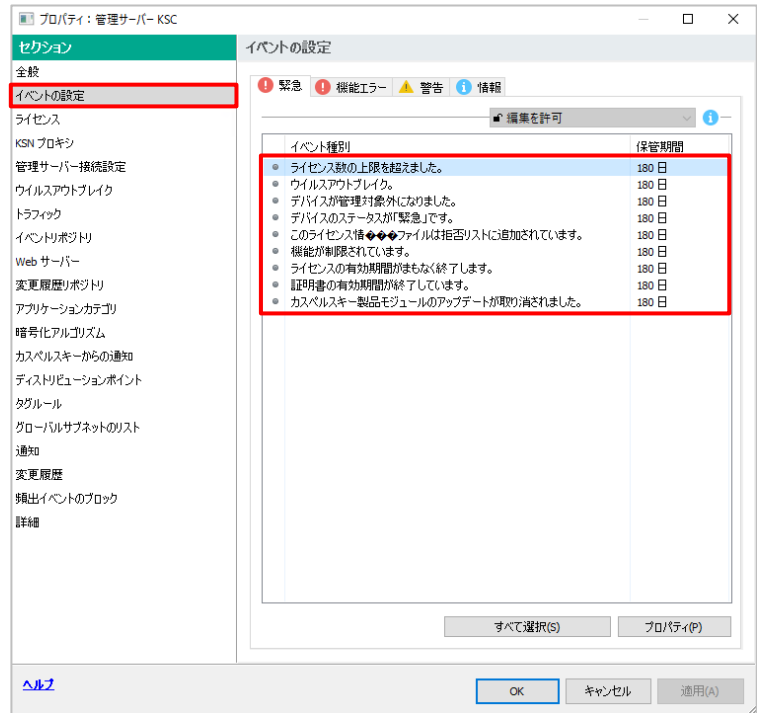 プロパティ：管理サーバー KSC
セクション
イベントの設定
全般
イベントの設定
ライセンス
KSN プロキシ
管理サーバー接続設定
ウイルスアウトブレイク
トラフィック
イベントリポジトリ
Web サーバー
変更履歴リポジトリ
アプリケーションカテゴリ
暗号化アルゴリズム
カスペルスキーからの通知
ディストリビューションポイント
タグルール
グローバルサブネットのリスト
通知
変更履歴
頻出イベントのブロック
詳細
緊急 機能エラー 警告 情報
編集を許可
イベント種別 保管期間
ライセンス数の上限を超えました。 180 日
ウイルスアウトブレイク。 180 日
デバイスが管理対象外になりました。 180 日
デバイスのステータスが「緊急」です。 180 日
このライセンス情���ファイルは拒否リストに追加されています。 180 日
機能が制限されています。 180 日
ライセンスの有効期間がまもなく終了します。 180 日
証明書の有効期間が終了しています。 180 日
カスペルスキー製品モジュールのアップデートが取り消されました。 180 日
すべて選択(S) プロパティ(P)
ヘルプ
OK キャンセル 適用(A)